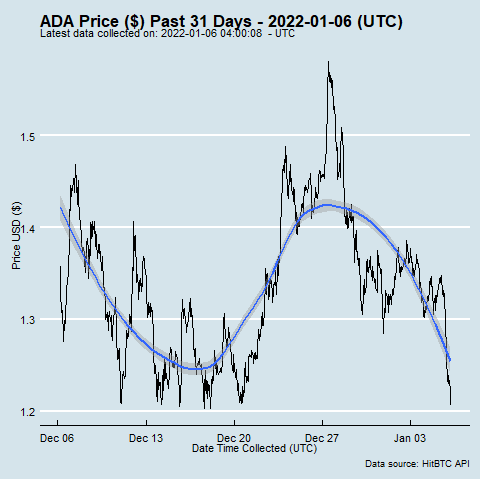 ADA Price ($) Past 31 Days - 2022-01-06 (UTC)
Latest data collected on: 2022-01-06 04:00:08 - UTC
1.5
1.4
1.3
1.2
Price USD ($)
Dec 06 Dec 13 Dec 20 Dec 27 Jan 03
Date Time Collected (UTC)
Data source: HitBTC API